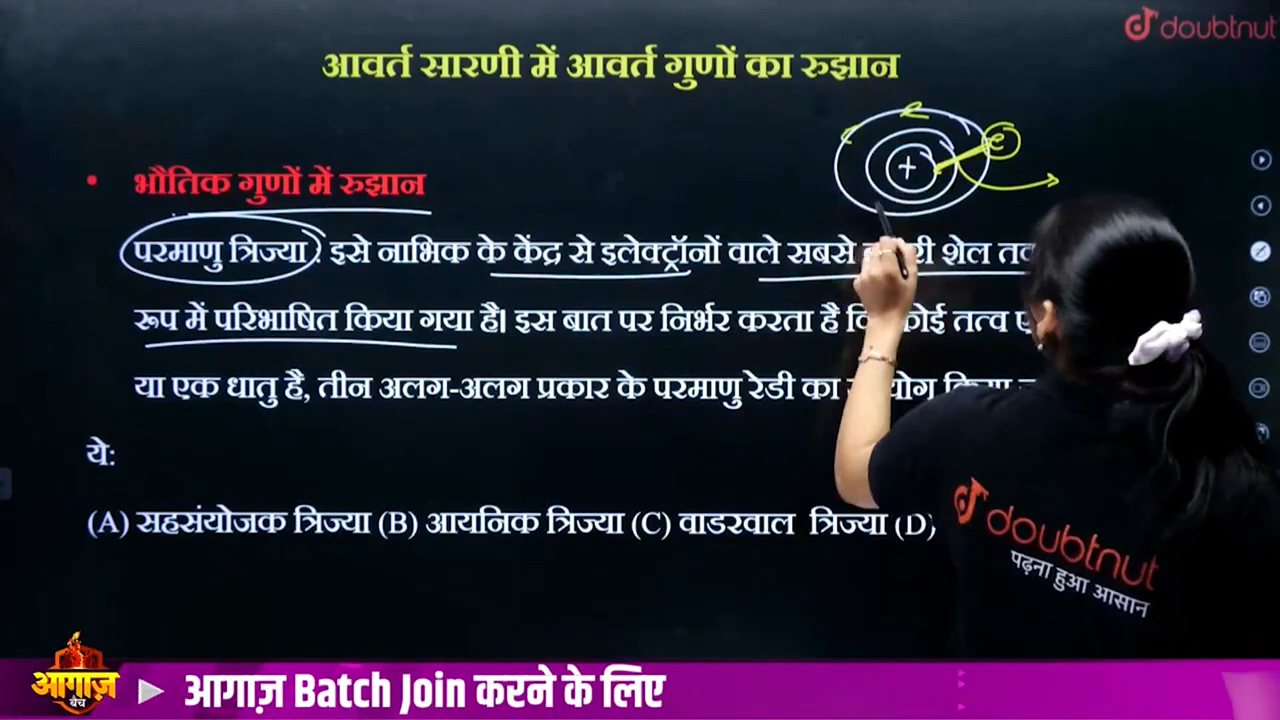 doubtnut
आवर्त सारणी में आवर्त गुणों का रुझान
• भौतिक गुणों में रुझान
परमाणु त्रिज्या : इसे नाभिक के केंद्र से इलेक्ट्रॉनों वाले सबसे शेल
रूप में परिभाषित किया गया है। इस बात पर निर्भर करता है कोई तत्व
या एक धातु है, तीन अलग-अलग प्रकार के परमाणु रेडी का
ये:
(A) सहसंयोजक त्रिज्या (B) आयनिक त्रिज्या (C) वाडरवाल त्रिज्या (D)
+
e
doubtnut
पढ़ना हुआ आसान
आगाज़
बैच
आगाज़ Batch Join करने के लिए